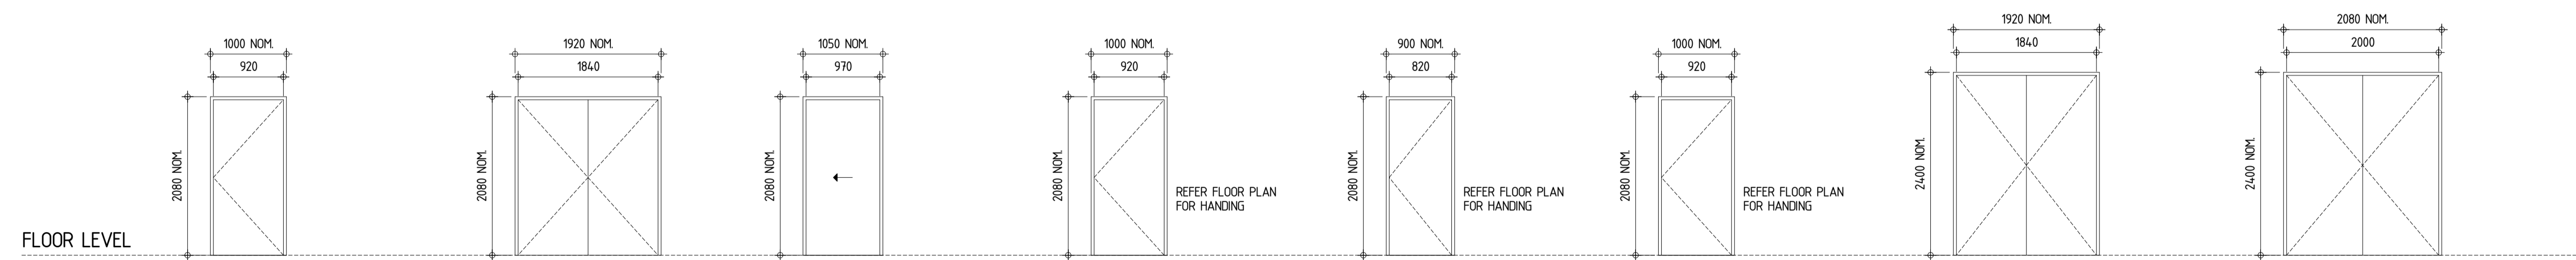 1000 NOM.
920
2080 NOM.
1920 NOM.
1840
2080 NOM.
1050 NOM.
970
2080 NOM.
1000 NOM.
920
2080 NOM.
REFER FLOOR PLAN
FOR HANDING
900 NOM.
820
2080 NOM.
REFER FLOOR PLAN
FOR HANDING
1000 NOM.
920
2080 NOM.
REFER FLOOR PLAN
FOR HANDING
1920 NOM.
1840
2400 NOM.
2080 NOM.
2000
2400 NOM.
FLOOR LEVEL